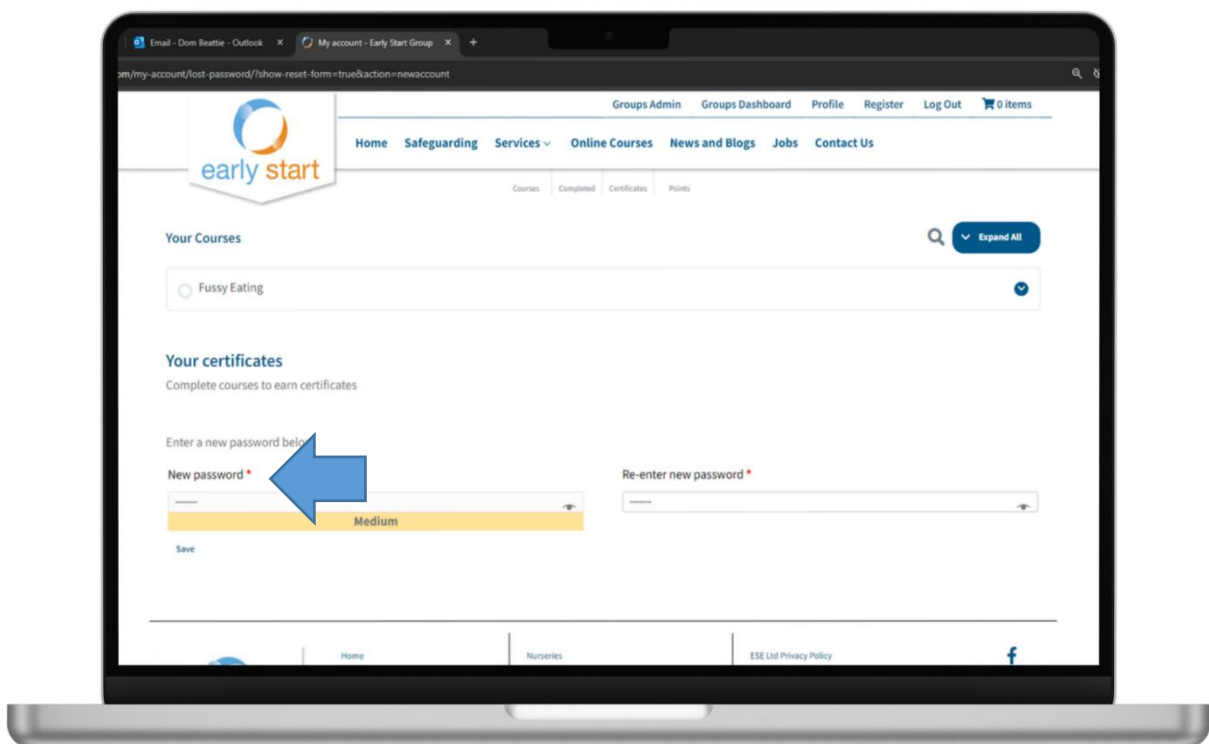 Email - Dom Beattie - Outlook
My account - Early Start Group
om/my-account/lost-password/?show-reset-form=true&action=newaccount
Groups Admin Groups Dashboard Profile Register Log Out 0 items
early start
Home Safeguarding Services Online Courses News and Blogs Jobs Contact Us
Courses Completed Certificates Points
Your Courses
Expand All
Fussy Eating
Your certificates
Complete courses to earn certificates
Enter a new password
New password *
Re-enter new password *
Medium
Save
Home
Nurseries
ESE Ltd Privacy Policy